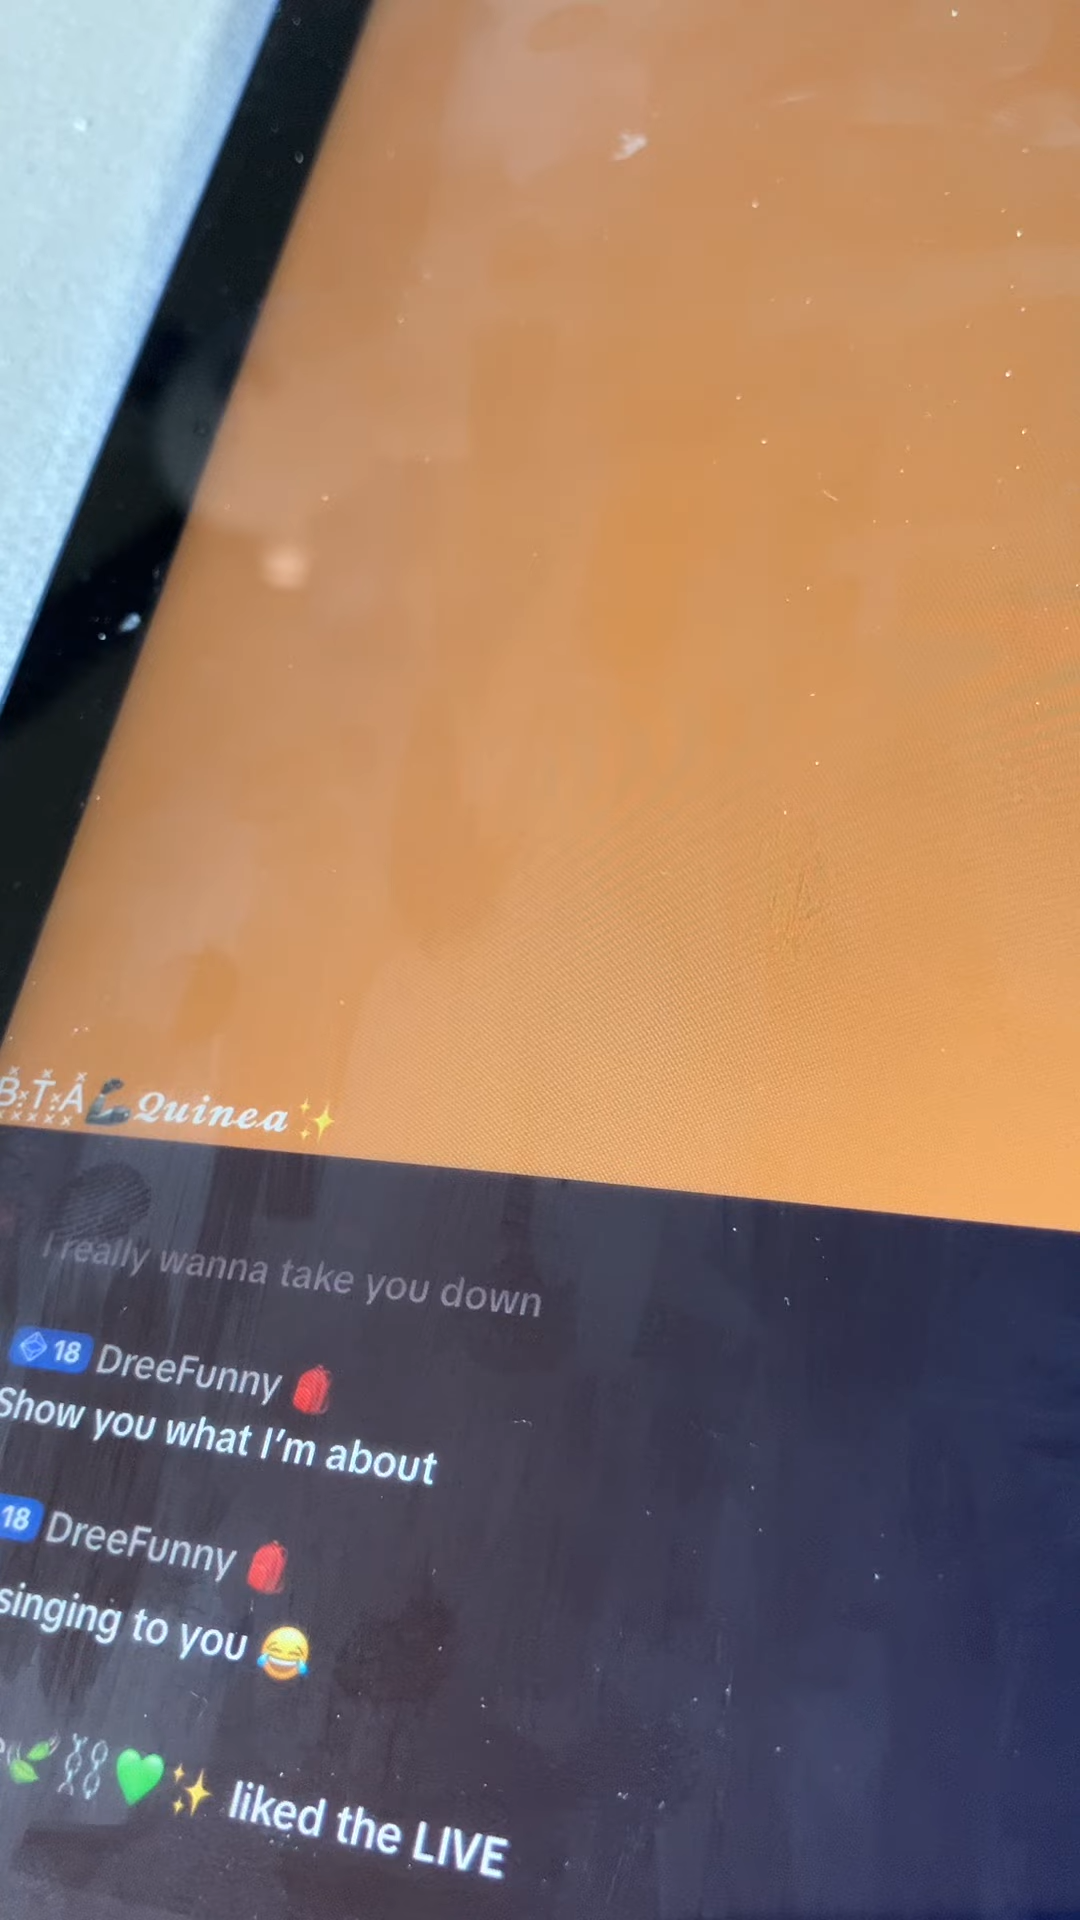 BTA💪Quinea✨
I really wanna take you down
18 DreeFunny 🎒
Show you what I'm about
18 DreeFunny 🎒
singing to you 😂
🌿⛓️💚✨ liked the LIVE